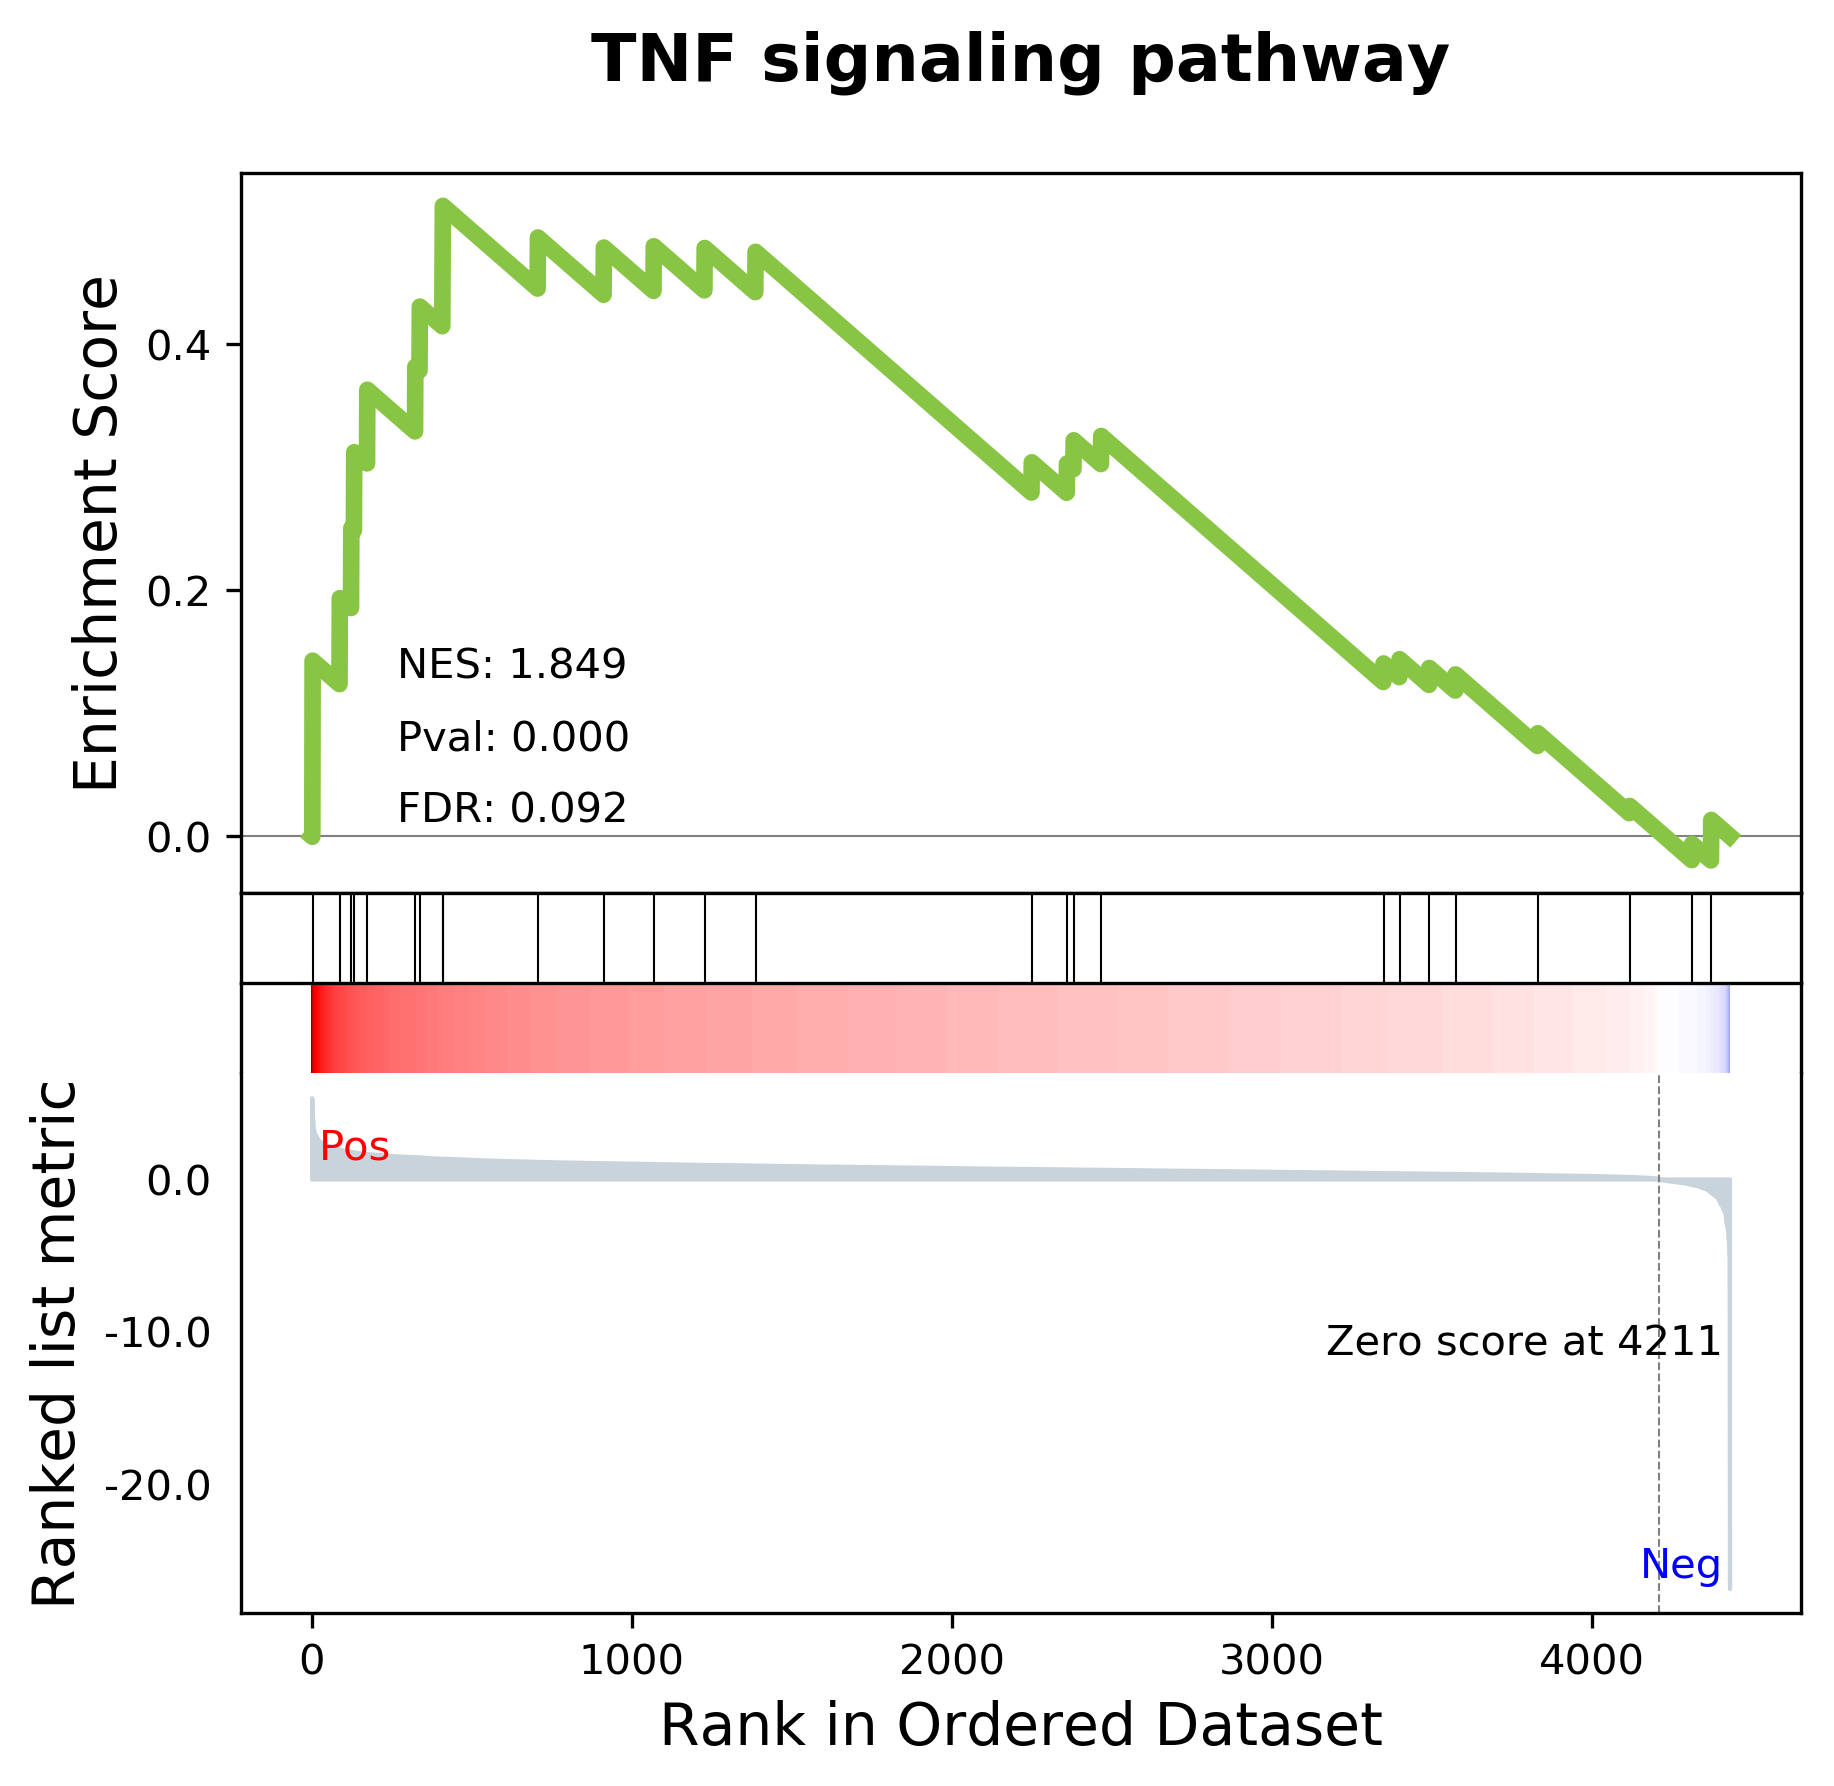 TNF signaling pathway
Enrichment Score
0.4
0.2
0.0
NES: 1.849
Pval: 0.000
FDR: 0.092
Ranked list metric
Pos
0.0
-10.0
-20.0
Zero score at 4211
Neg
0 1000 2000 3000 4000
Rank in Ordered Dataset